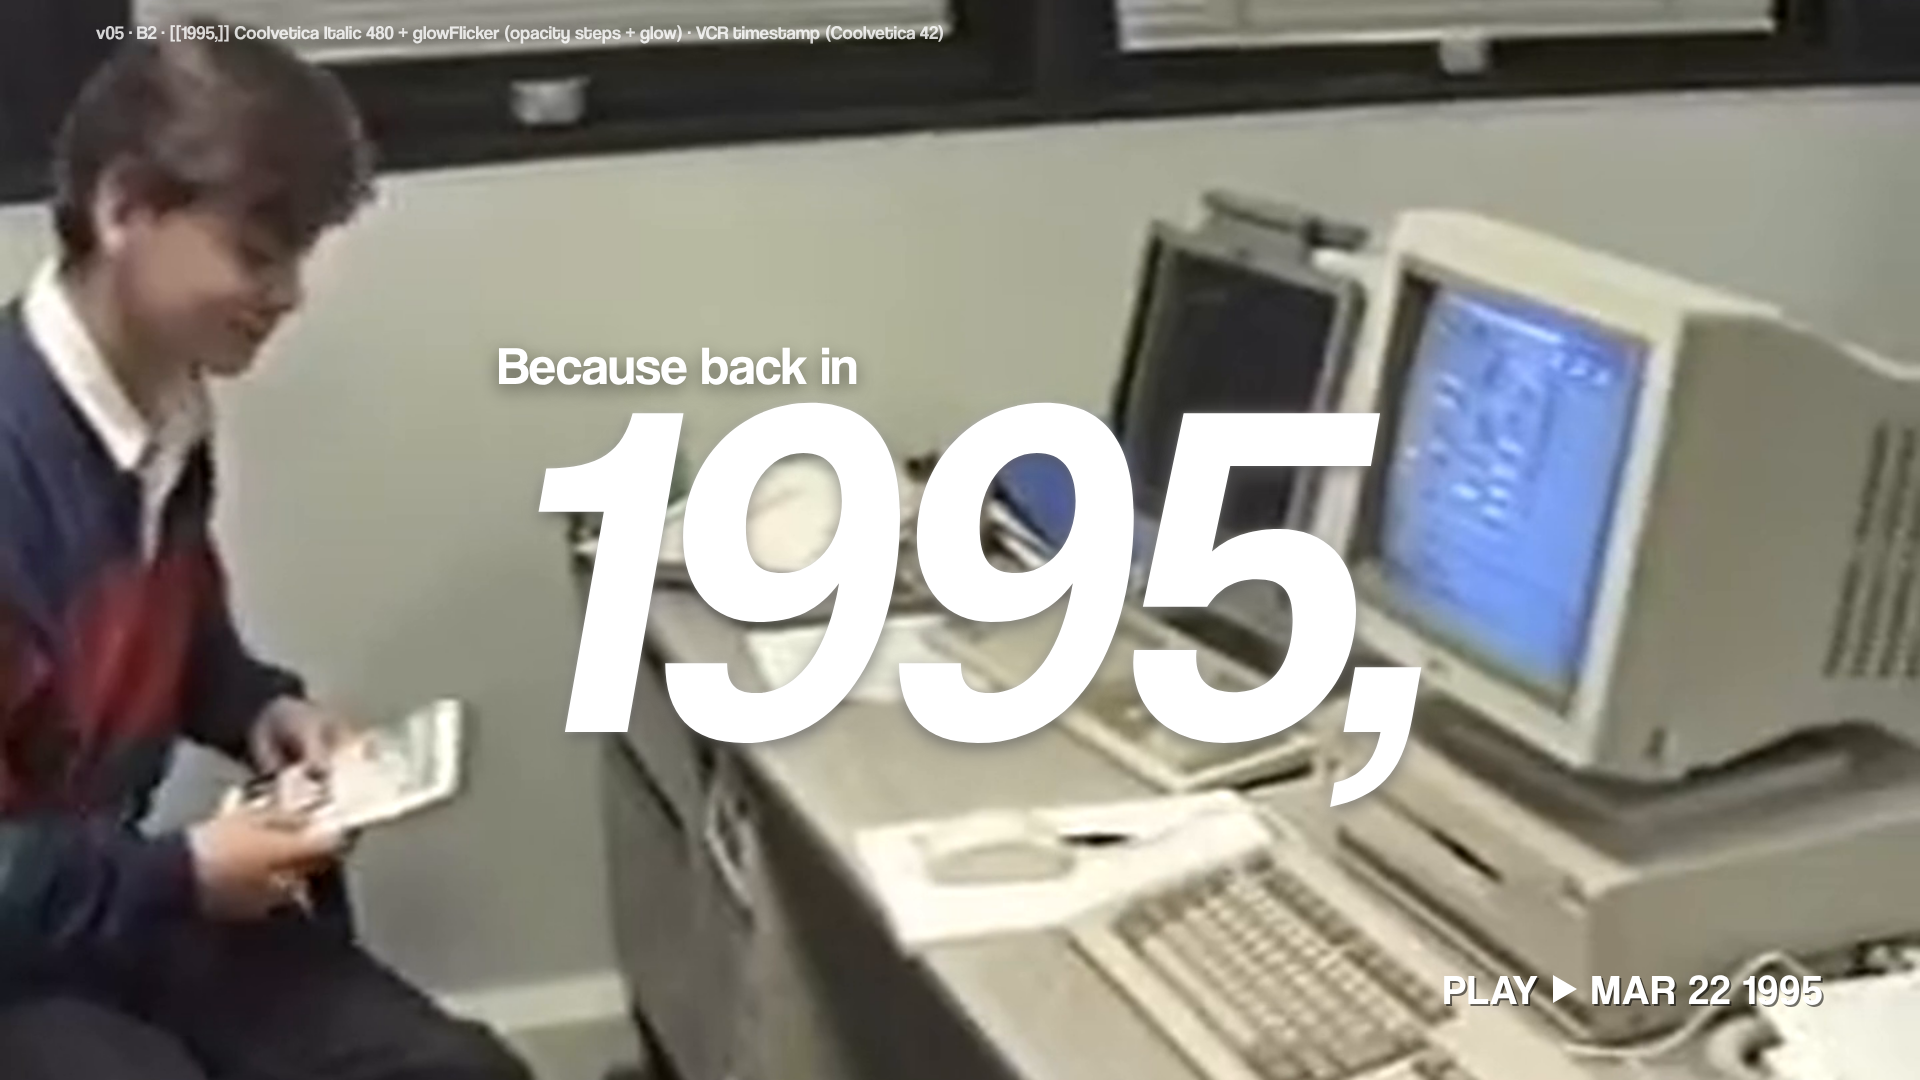 v05 · B2 · [[1995,]] Coolvetica Italic 480 + glowFlicker (opacity steps + glow) · VCR timestamp (Coolvetica 42)
Because back in
1995,
PLAY ▶ MAR 22 1995